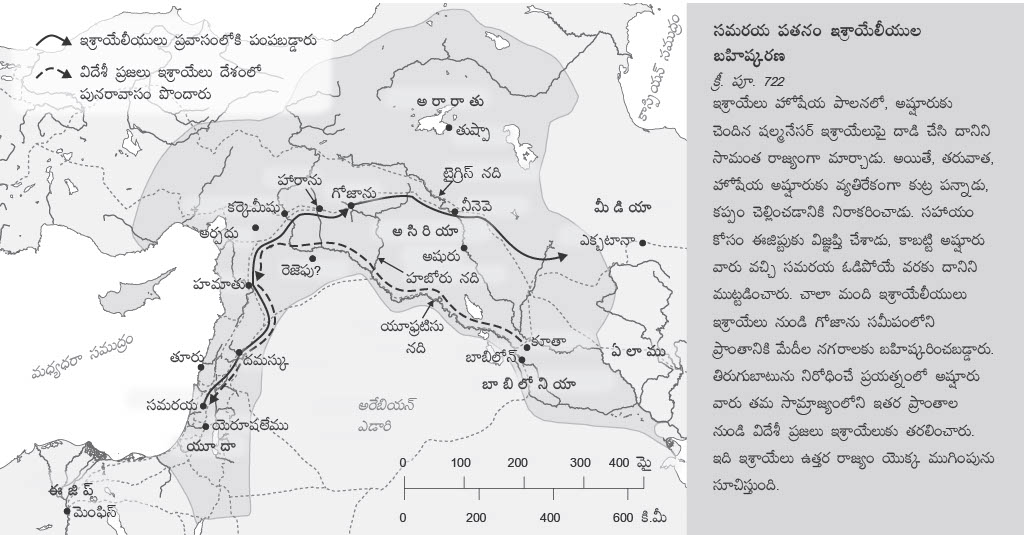 ఇశ్రాయేలీయులు ప్రవాసంలోకి పంపబడ్డారు
విదేశీ ప్రజలు ఇశ్రాయేలు దేశంలో
పునరావాసం పొందారు
కాస్పియన్ సముద్రం
అ రా రా తు
తుష్పా
టైగ్రిస్ నది
హారాను
గోజాను
కర్కెమీషు
నీనెవె
మీ డి యా
అర్పదు
అ సి రి యా
ఎక్బటానా
అషురు
రెజెపు?
హబోరు నది
హమాతు
యూఫ్రటీసు
నది
మధ్యధరా సముద్రం
కూతా
ఏ లా ము
తూరు
దమస్కు
బాబిల్లోన్
బా బి లో ని యా
సమరయ
అరేబియన్
ఎడారి
యెరూషలేము
యూ దా
0 100 200 300 400 మై
ఈ జి ప్ట్
మెంఫిస్
0 200 400 600 కి.మీ
సమరయ పతనం ఇశ్రాయేలీయుల
బహిష్కరణ
క్రీ. పూ. 722
ఇశ్రాయేలు హోషేయ పాలనలో, అష్షూరుకు
చెందిన షల్మనేసర్ ఇశ్రాయేలుపై దాడి చేసి దానిని
సామంత రాజ్యంగా మార్చాడు. అయితే, తరువాత,
హోషేయ అష్షూరుకు వ్యతిరేకంగా కుట్ర పన్నాడు,
కప్పం చెల్లించడానికి నిరాకరించాడు. సహాయం
కోసం ఈజిప్టుకు విజ్ఞప్తి చేశాడు, కాబట్టి అష్షూరు
వారు వచ్చి సమరయ ఓడిపోయే వరకు దానిని
ముట్టడించారు. చాలా మంది ఇశ్రాయేలీయులు
ఇశ్రాయేలు నుండి గోజాను సమీపంలోని
ప్రాంతానికి మేదీల నగరాలకు బహిష్కరించబడ్డారు.
తిరుగుబాటును నిరోధించే ప్రయత్నంలో అష్షూరు
వారు తమ సామ్రాజ్యంలోని ఇతర ప్రాంతాల
నుండి విదేశీ ప్రజలు ఇశ్రాయేలుకు తరలించారు.
ఇది ఇశ్రాయేలు ఉత్తర రాజ్యం యొక్క ముగింపును
సూచిస్తుంది.